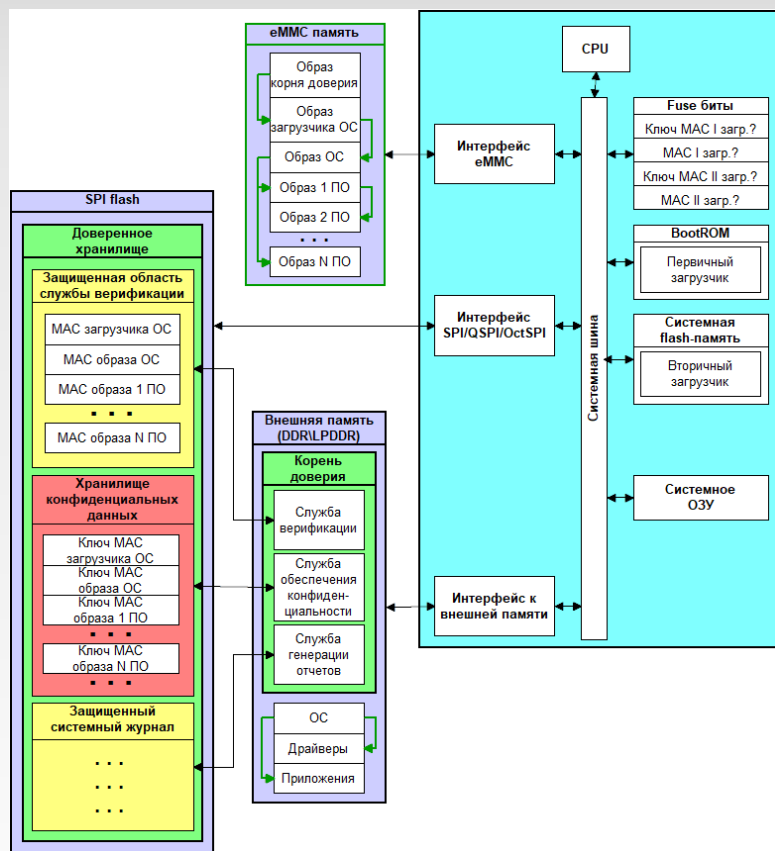 eMMC память
Образ
корня доверия
Образ
загрузчика ОС
Образ ОС
Образ 1 ПО
Образ 2 ПО
. . .
Образ N ПО
CPU
Интерфейс
eMMC
Интерфейс
SPI/QSPI/OctSPI
Интерфейс к
внешней памяти
Системная шина
Fuse биты
Ключ MAC I загр.?
MAC I загр.?
Ключ MAC II загр.?
MAC II загр.?
BootROM
Первичный
загрузчик
Системная
flash-память
Вторичный
загрузчик
Системное
ОЗУ
SPI flash
Доверенное
хранилище
Защищенная область
службы верификации
MAC загрузчика ОС
MAC образа ОС
MAC образа 1 ПО
. . .
MAC образа N ПО
Хранилище
конфиденциальных
данных
Ключ MAC
загрузчика ОС
Ключ MAC
образа ОС
Ключ MAC
образа 1 ПО
. . .
Ключ MAC
образа N ПО
. . .
Защищенный
системный журнал
. . .
. . .
. . .
Внешняя память
(DDR\LPDDR)
Корень
доверия
Служба
верификации
Служба
обеспечения
конфиден-
циальности
Служба
генерации
отчетов
ОС
Драйверы
Приложения